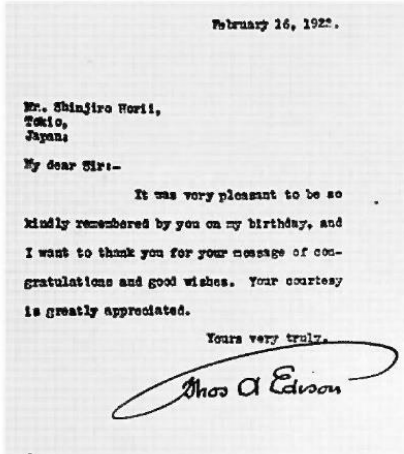 February 16, 1922.
Mr. Shinjiro Horii,
Tokio,
Japan:
My dear Sir:-
It was very pleasant to be so
kindly remembered by you on my birthday, and
I want to thank you for your message of con-
gratulations and good wishes. Your courtesy
is greatly appreciated.
Yours very truly,
Thos A Edison